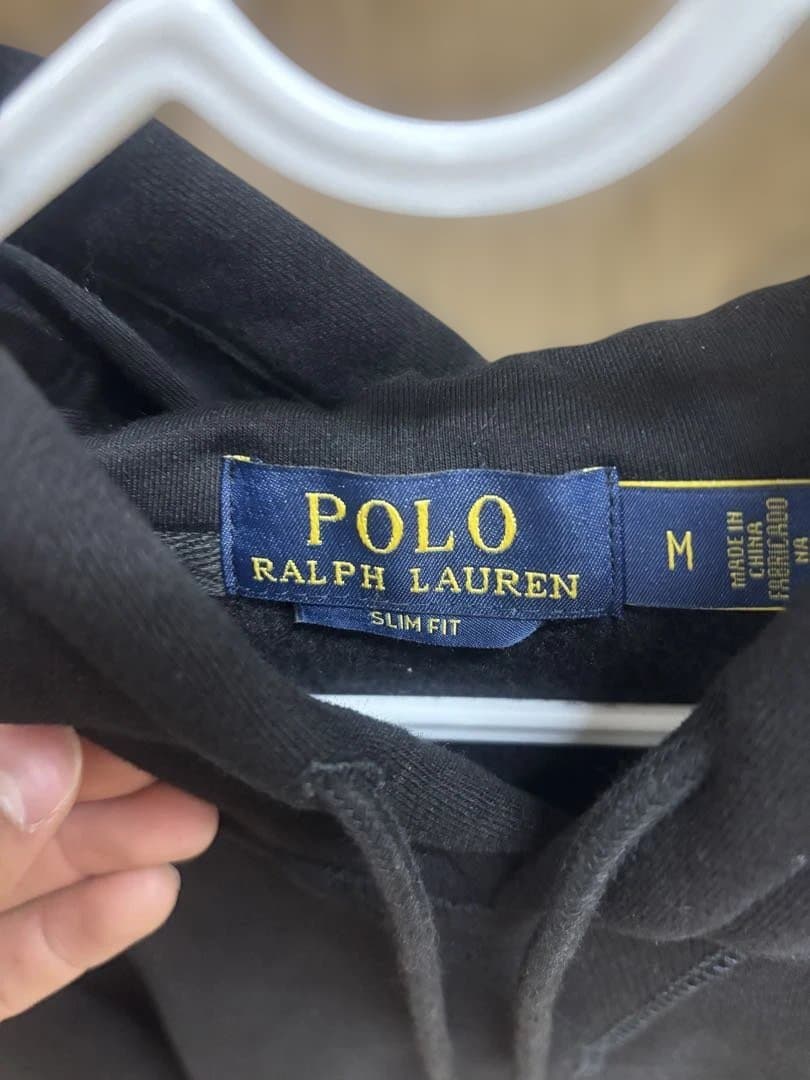 POLO
RALPH LAUREN
SLIM FIT
M
MADE IN
CHINA
FABRICADO
NA